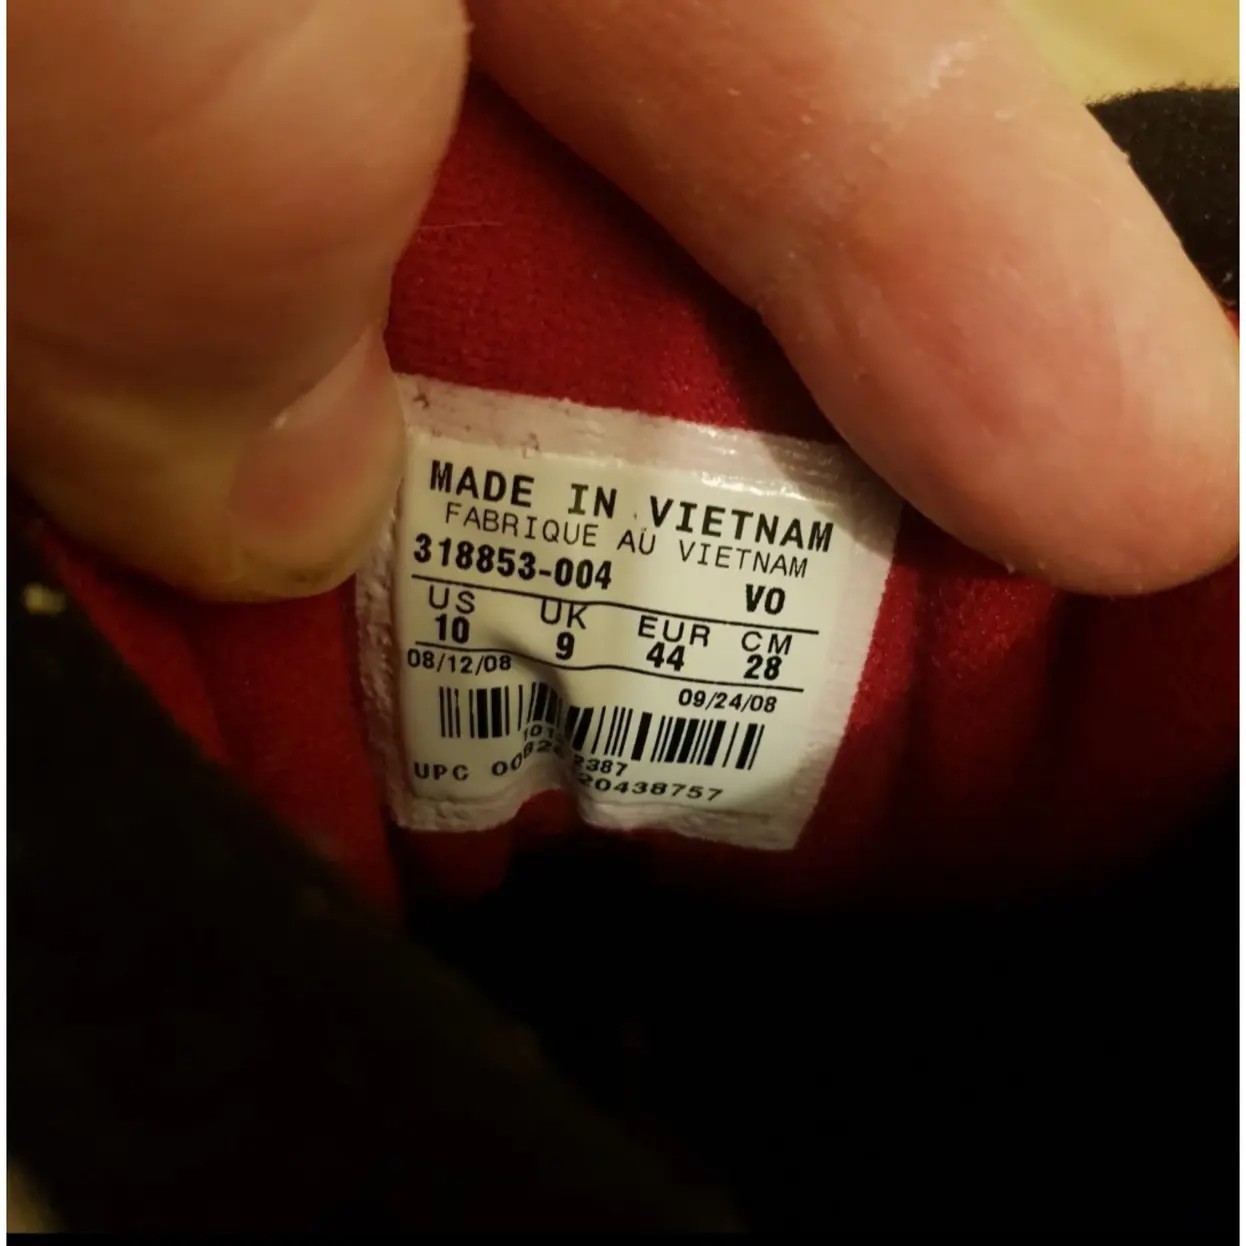 MADE IN VIETNAM
FABRIQUE AU VIETNAM
318853-004 VO
US UK EUR CM
10 9 44 28
08/12/08 09/24/08
UPC 20438757